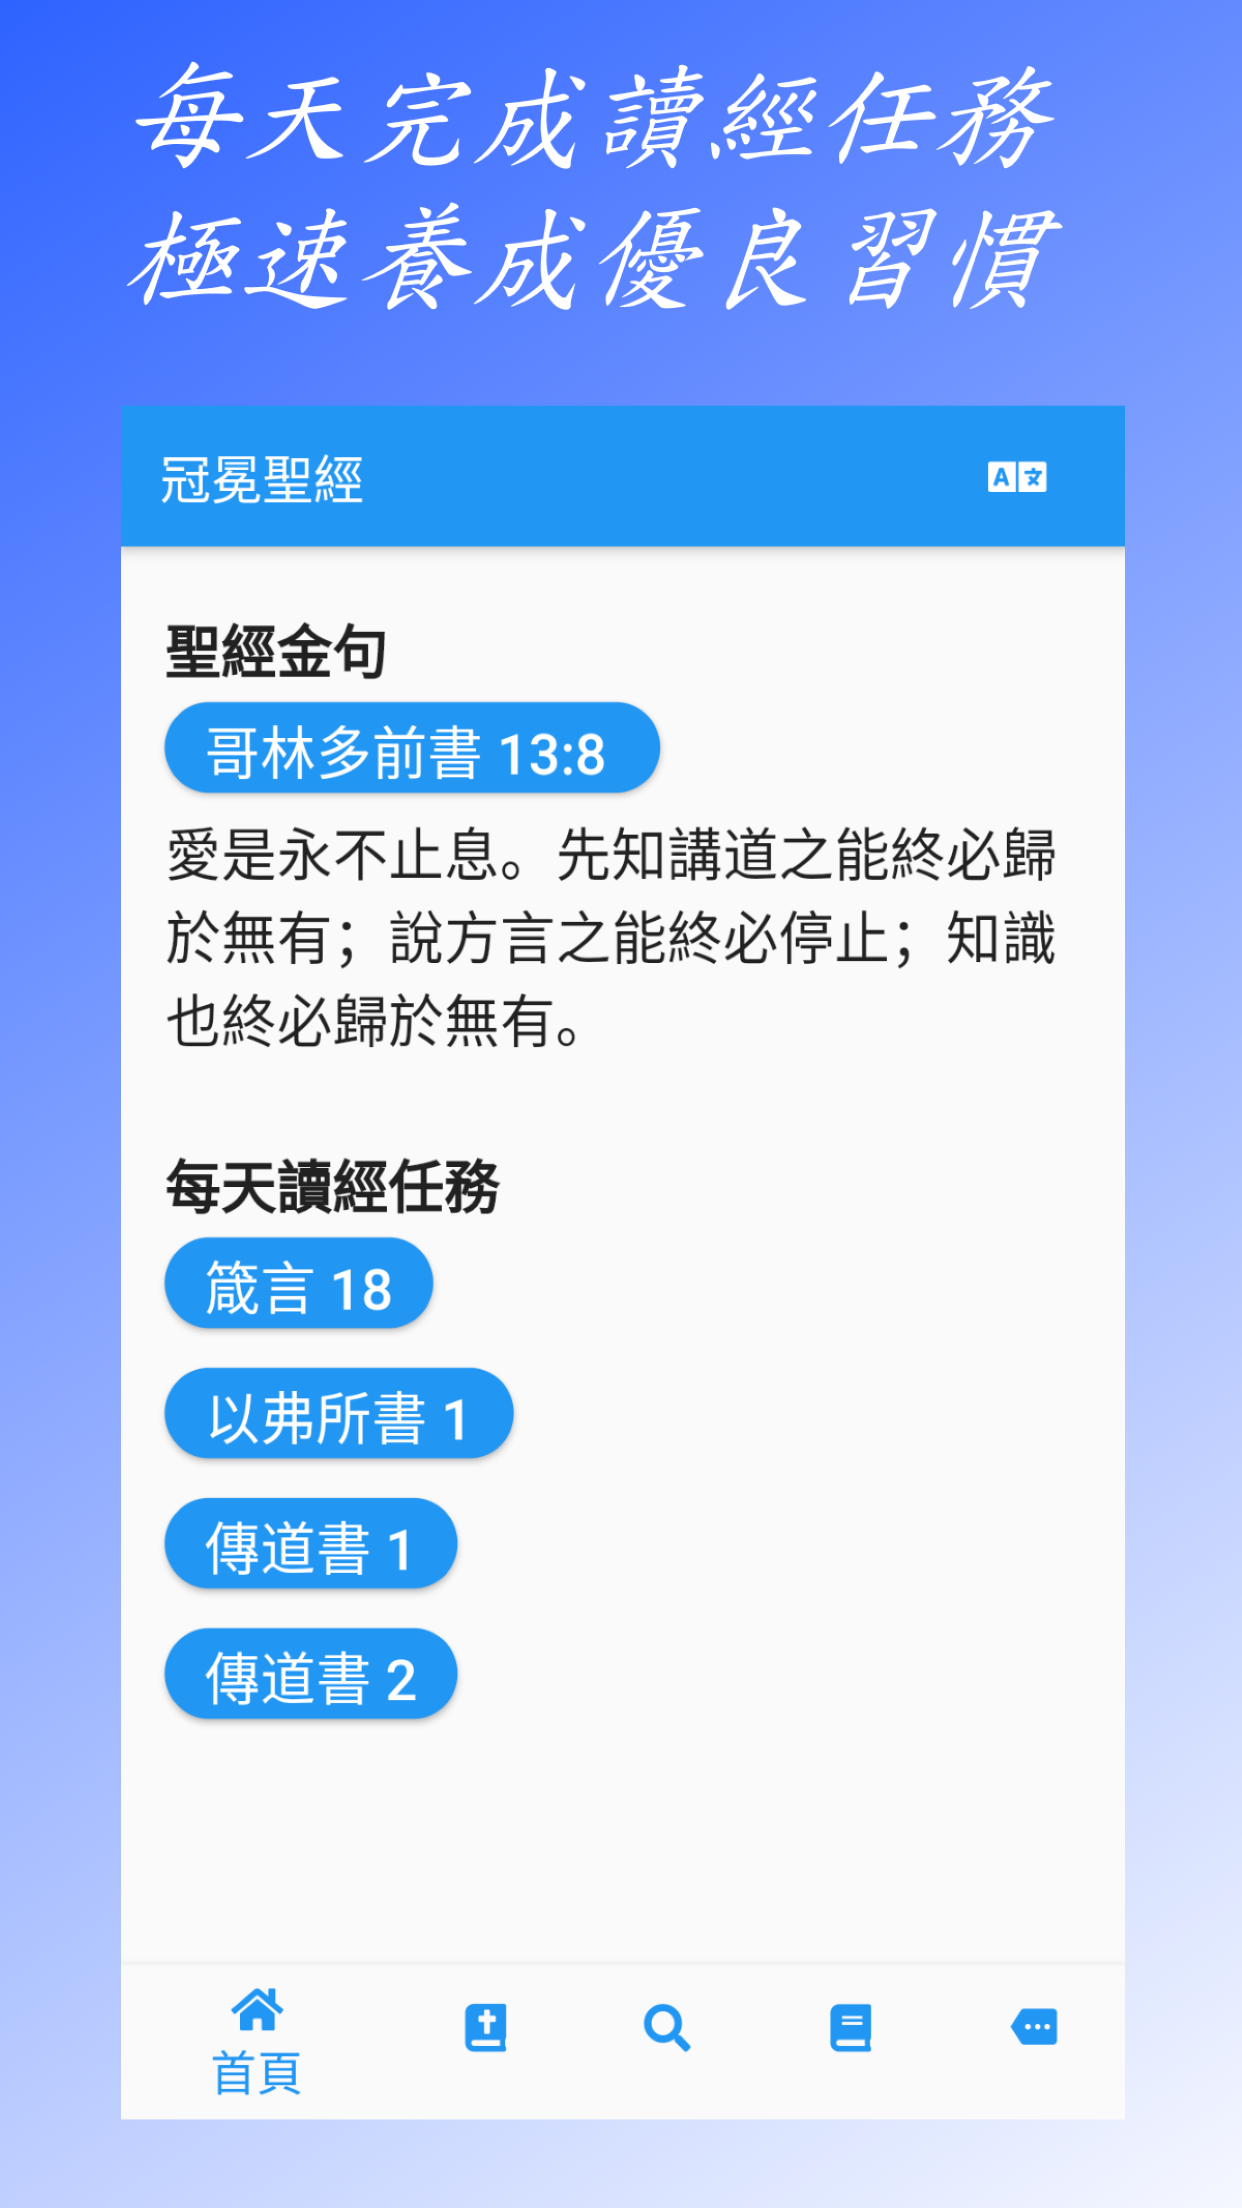 每天完成讀經任務
極速養成優良習慣
冠冕聖經
A 文
聖經金句
哥林多前書 13:8
愛是永不止息。先知講道之能終必歸
於無有；說方言之能終必停止；知識
也終必歸於無有。
每天讀經任務
箴言 18
以弗所書 1
傳道書 1
傳道書 2
首頁